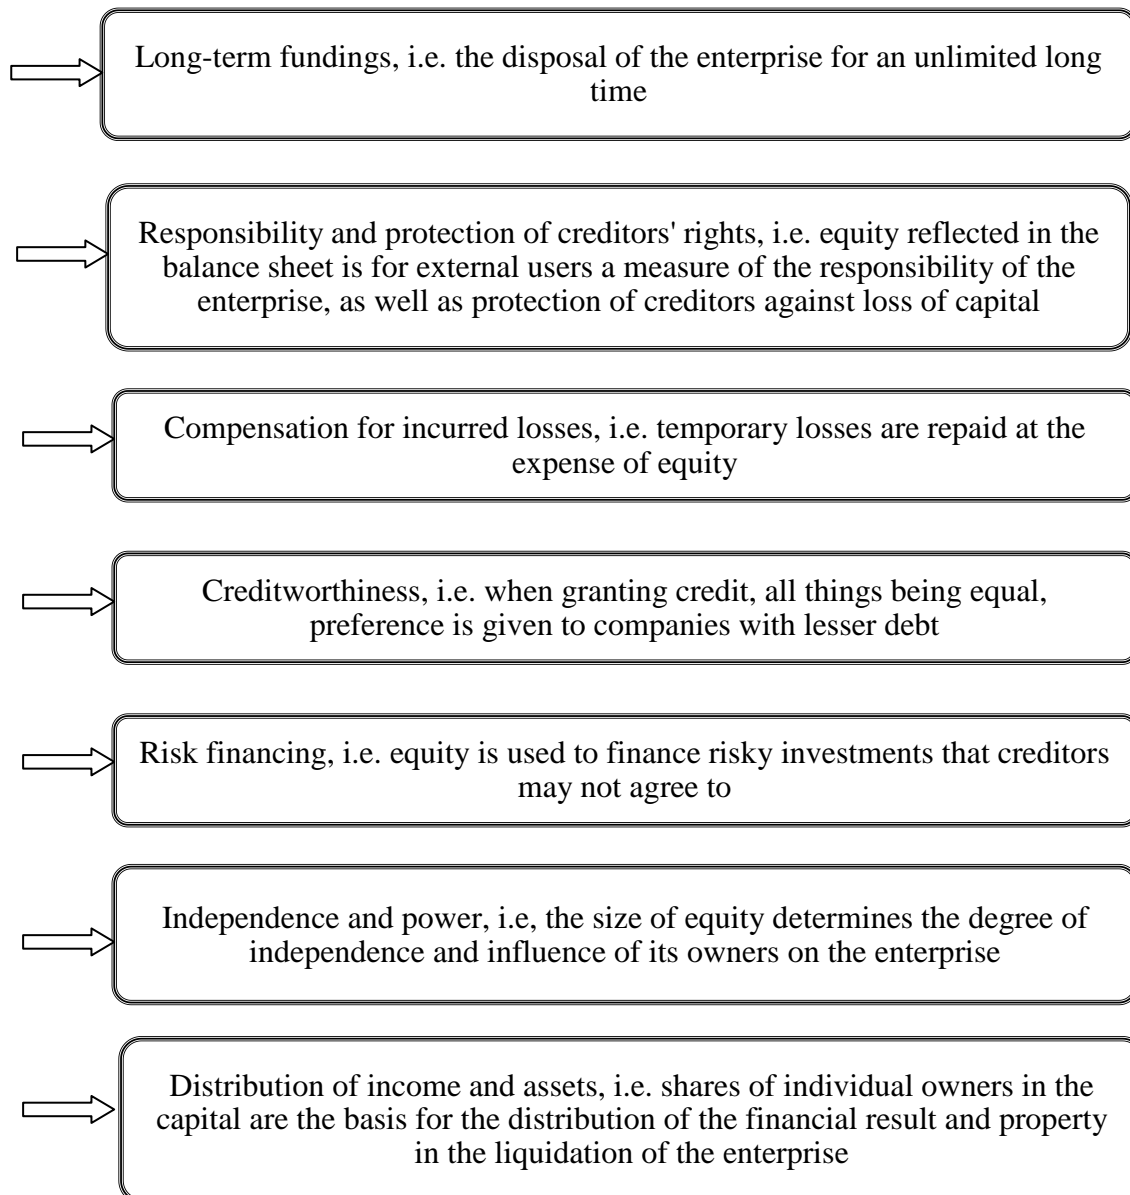 Long-term fundings, i.e. the disposal of the enterprise for an unlimited long
time
Responsibility and protection of creditors' rights, i.e. equity reflected in the
balance sheet is for external users a measure of the responsibility of the
enterprise, as well as protection of creditors against loss of capital
Compensation for incurred losses, i.e. temporary losses are repaid at the
expense of equity
Creditworthiness, i.e. when granting credit, all things being equal,
preference is given to companies with lesser debt
Risk financing, i.e. equity is used to finance risky investments that creditors
may not agree to
Independence and power, i.e, the size of equity determines the degree of
independence and influence of its owners on the enterprise
Distribution of income and assets, i.e. shares of individual owners in the
capital are the basis for the distribution of the financial result and property
in the liquidation of the enterprise